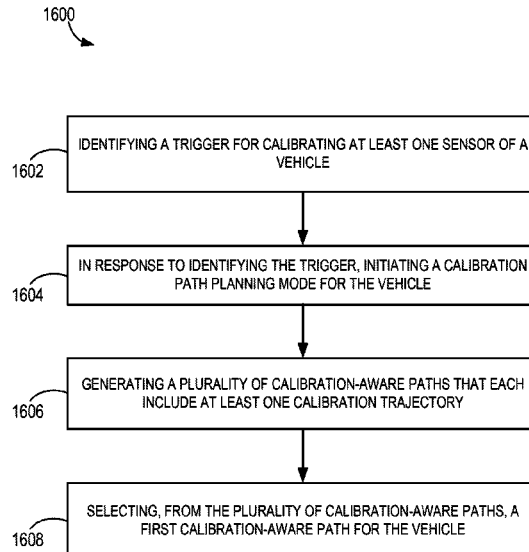 1600
IDENTIFYING A TRIGGER FOR CALIBRATING AT LEAST ONE SENSOR OF A
VEHICLE
1602
IN RESPONSE TO IDENTIFYING THE TRIGGER, INITIATING A CALIBRATION
PATH PLANNING MODE FOR THE VEHICLE
1604
GENERATING A PLURALITY OF CALIBRATION-AWARE PATHS THAT EACH
INCLUDE AT LEAST ONE CALIBRATION TRAJECTORY
1606
SELECTING, FROM THE PLURALITY OF CALIBRATION-AWARE PATHS, A
FIRST CALIBRATION-AWARE PATH FOR THE VEHICLE
1608